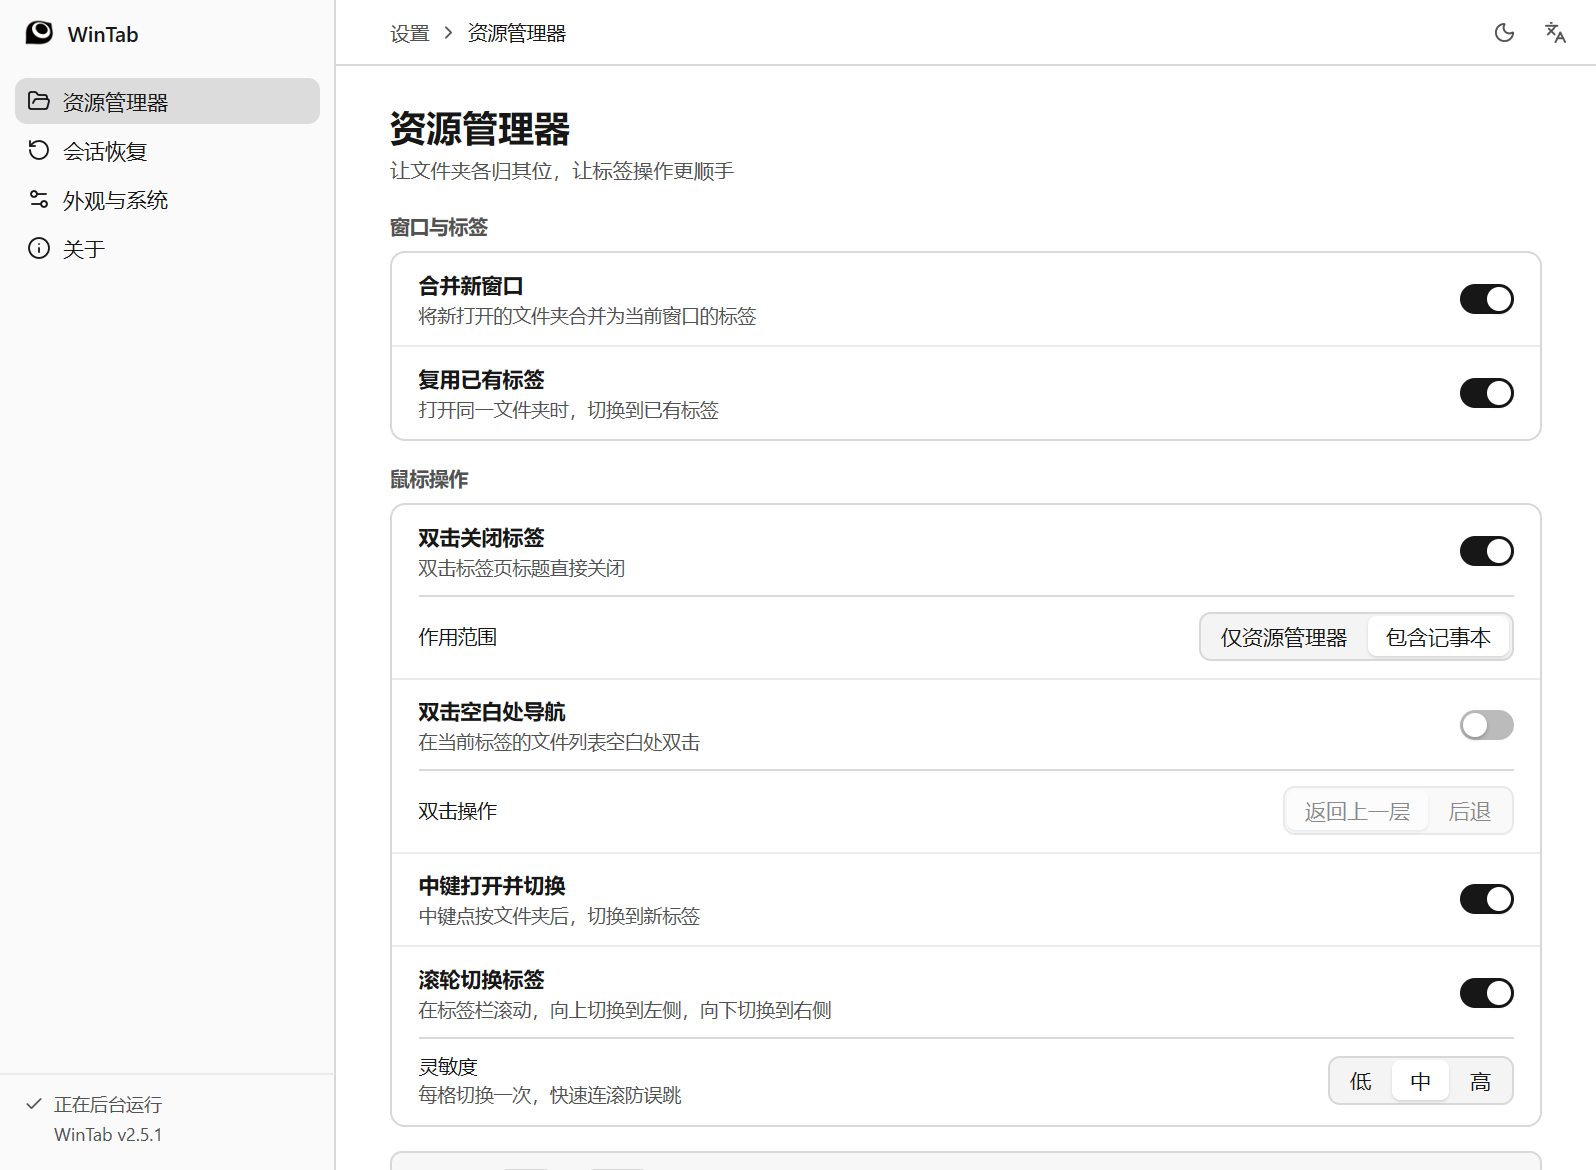 WinTab
资源管理器
会话恢复
外观与系统
关于
正在后台运行
WinTab v2.5.1
设置 > 资源管理器
资源管理器
让文件夹各归其位，让标签操作更顺手
窗口与标签
合并新窗口
将新打开的文件夹合并为当前窗口的标签
复用已有标签
打开同一文件夹时，切换到已有标签
鼠标操作
双击关闭标签
双击标签页标题直接关闭
作用范围 仅资源管理器 包含记事本
双击空白处导航
在当前标签的文件列表空白处双击
双击操作 返回上一层 后退
中键打开并切换
中键点按文件夹后，切换到新标签
滚轮切换标签
在标签栏滚动，向上切换到左侧，向下切换到右侧
灵敏度
每格切换一次，快速连滚防误跳
低 中 高